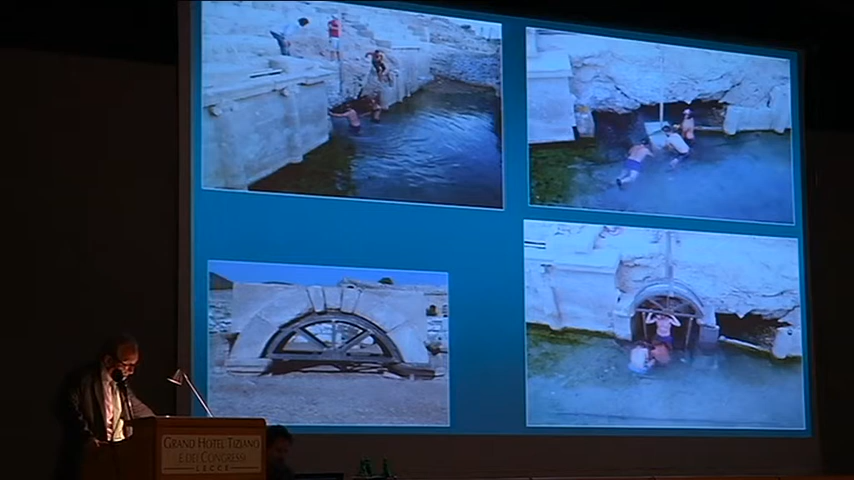 GRAND HOTEL TIZIANO
E DEI CONGRESSI
LECCE